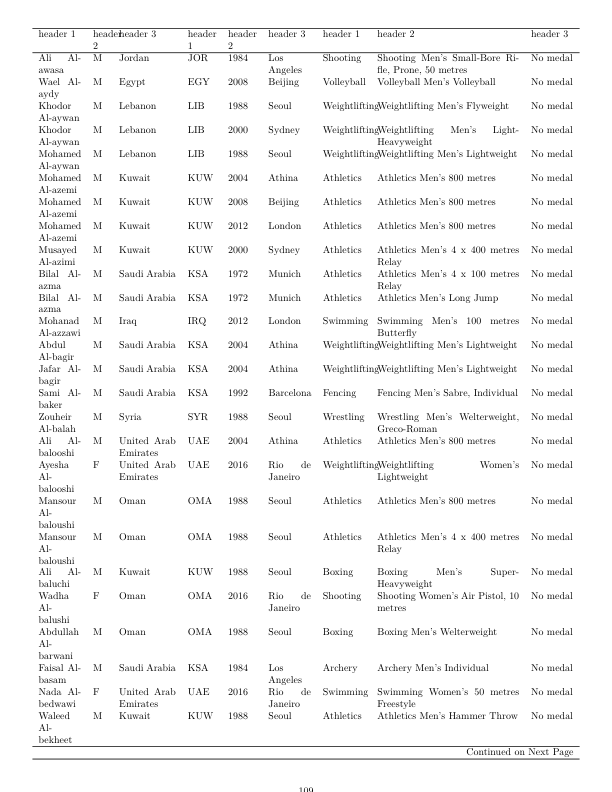 header 1 header 2 header 3 header 1 header 2 header 3 header 1 header 2 header 3
Ali Al-awasa M Jordan JOR 1984 Los Angeles Shooting Shooting Men's Small-Bore Rifle, Prone, 50 metres No medal
Wael Al-aydy M Egypt EGY 2008 Beijing Volleyball Volleyball Men's Volleyball No medal
Khodor Al-aywan M Lebanon LIB 1988 Seoul Weightlifting Weightlifting Men's Flyweight No medal
Khodor Al-aywan M Lebanon LIB 2000 Sydney Weightlifting Weightlifting Men's Light-Heavyweight No medal
Mohamed Al-aywan M Lebanon LIB 1988 Seoul Weightlifting Weightlifting Men's Lightweight No medal
Mohamed Al-azemi M Kuwait KUW 2004 Athina Athletics Athletics Men's 800 metres No medal
Mohamed Al-azemi M Kuwait KUW 2008 Beijing Athletics Athletics Men's 800 metres No medal
Mohamed Al-azemi M Kuwait KUW 2012 London Athletics Athletics Men's 800 metres No medal
Musayed Al-azimi M Kuwait KUW 2000 Sydney Athletics Athletics Men's 4 x 400 metres Relay No medal
Bilal Al-azma M Saudi Arabia KSA 1972 Munich Athletics Athletics Men's 4 x 100 metres Relay No medal
Bilal Al-azma M Saudi Arabia KSA 1972 Munich Athletics Athletics Men's Long Jump No medal
Mohanad Al-azzawi M Iraq IRQ 2012 London Swimming Swimming Men's 100 metres Butterfly No medal
Abdul Al-bagir M Saudi Arabia KSA 2004 Athina Weightlifting Weightlifting Men's Lightweight No medal
Jafar Al-bagir M Saudi Arabia KSA 2004 Athina Weightlifting Weightlifting Men's Lightweight No medal
Sami Al-baker M Saudi Arabia KSA 1992 Barcelona Fencing Fencing Men's Sabre, Individual No medal
Zouheir Al-balah M Syria SYR 1988 Seoul Wrestling Wrestling Men's Welterweight, Greco-Roman No medal
Ali Al-balooshi M United Arab Emirates UAE 2004 Athina Athletics Athletics Men's 800 metres No medal
Ayesha Al-balooshi F United Arab Emirates UAE 2016 Rio de Janeiro Weightlifting Weightlifting Women's Lightweight No medal
Mansour Al-baloushi M Oman OMA 1988 Seoul Athletics Athletics Men's 800 metres No medal
Mansour Al-baloushi M Oman OMA 1988 Seoul Athletics Athletics Men's 4 x 400 metres Relay No medal
Ali Al-baluchi M Kuwait KUW 1988 Seoul Boxing Boxing Men's Super-Heavyweight No medal
Wadha Al-balushi F Oman OMA 2016 Rio de Janeiro Shooting Shooting Women's Air Pistol, 10 metres No medal
Abdullah Al-barwani M Oman OMA 1988 Seoul Boxing Boxing Men's Welterweight No medal
Faisal Al-basam M Saudi Arabia KSA 1984 Los Angeles Archery Archery Men's Individual No medal
Nada Al-bedwawi F United Arab Emirates UAE 2016 Rio de Janeiro Swimming Swimming Women's 50 metres Freestyle No medal
Waleed Al-bekheet M Kuwait KUW 1988 Seoul Athletics Athletics Men's Hammer Throw No medal
Continued on Next Page
109